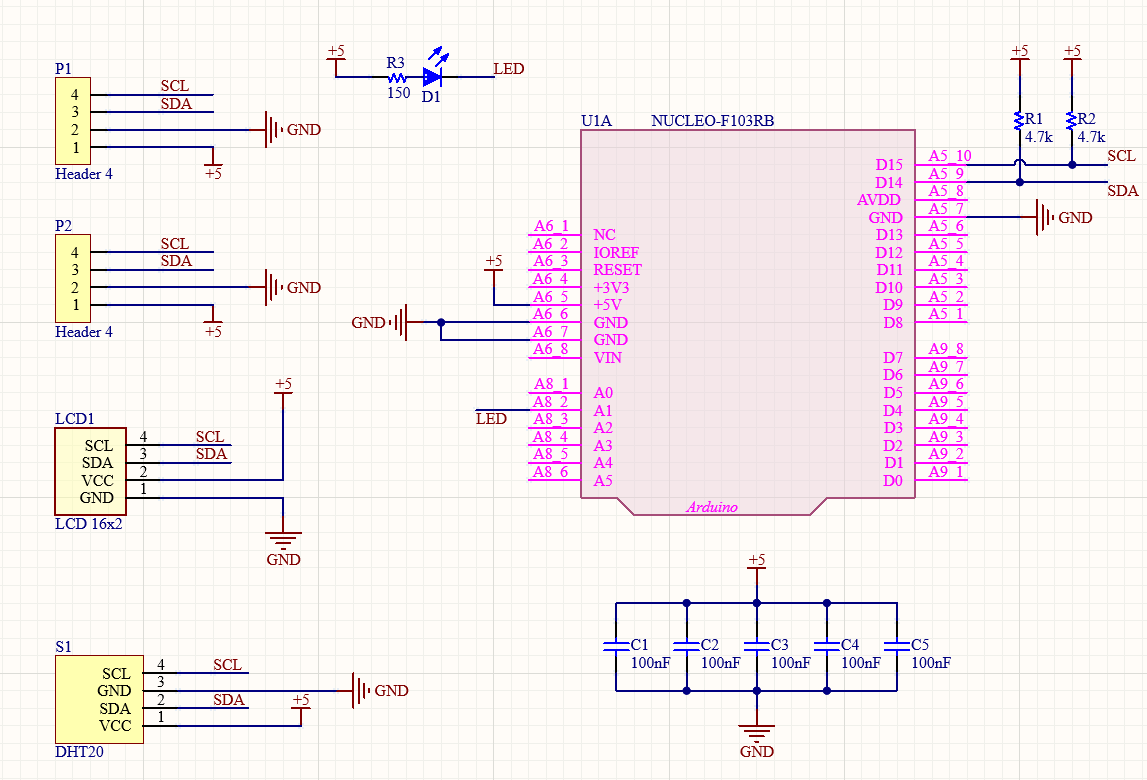 P1
4 SCL
3 SDA
2 GND
1
+5
Header 4
P2
4 SCL
3 SDA
2 GND
1
+5
Header 4
+5
LCD1
SCL 4 SCL
SDA 3 SDA
VCC 2
GND 1
LCD 16x2
GND
S1
SCL 4 SCL
GND 3 GND
SDA 2 SDA +5
VCC 1
DHT20
+5
R3
150
D1
LED
U1A NUCLEO-F103RB
A6_1 NC
A6_2 IOREF
A6_3 RESET
A6_4 +3V3
+5
A6_5 +5V
GND A6_6 GND
A6_7 GND
A6_8 VIN
A8_1 A0
A8_2 A1
LED
A8_3 A2
A8_4 A3
A8_5 A4
A8_6 A5
D15 A5_10
D14 A5_9
AVDD A5_8
GND A5_7
D13 A5_6
D12 A5_5
D11 A5_4
D10 A5_3
D9 A5_2
D8 A5_1
D7 A9_8
D6 A9_7
D5 A9_6
D4 A9_5
D3 A9_4
D2 A9_3
D1 A9_2
D0 A9_1
Arduino
+5 +5
R1 R2
4.7k 4.7k
SCL
SDA
GND
+5
C1 C2 C3 C4 C5
100nF 100nF 100nF 100nF 100nF
GND